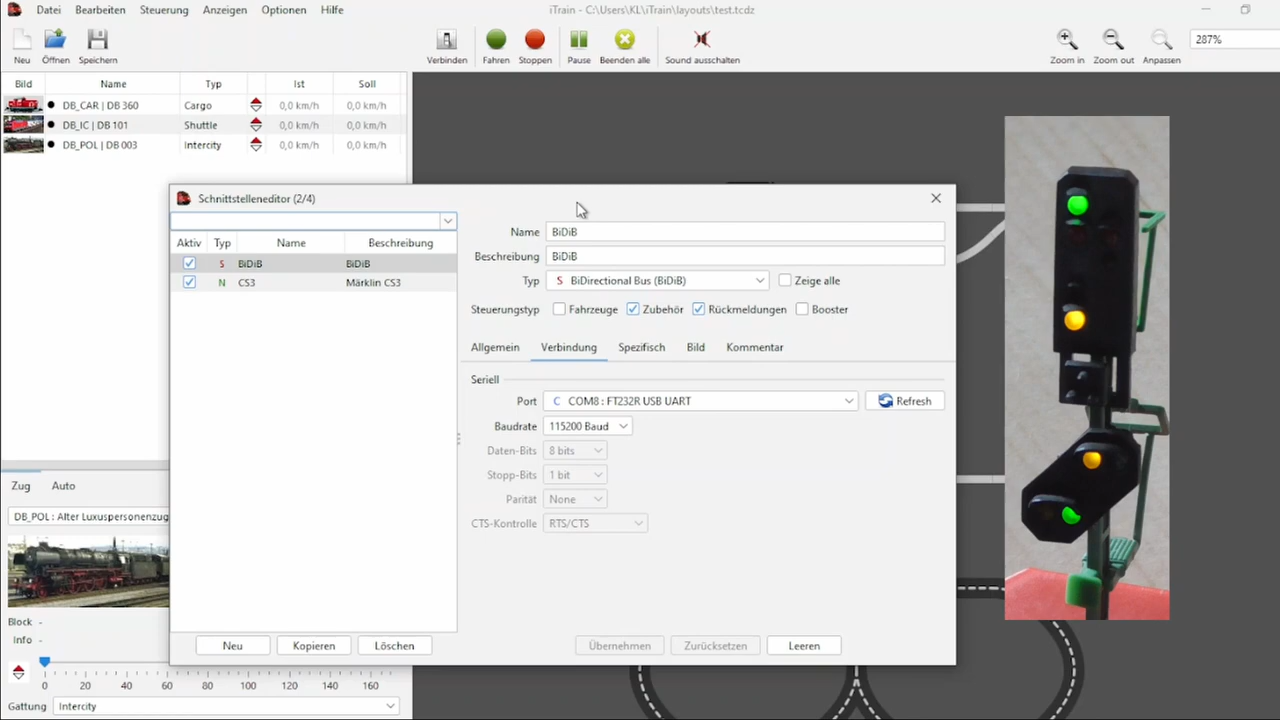 Datei Bearbeiten Steuerung Anzeigen Optionen Hilfe
iTrain - C:\Users\KL\iTrain\layouts\test.tcdz
Neu Öffnen Speichern Verbinden Fahren Stoppen Pause Beenden alle Sound ausschalten Zoom in Zoom out Anpassen 287%
Bild Name Typ Ist Soll
DB_CAR | DB 360 Cargo 0,0 km/h 0,0 km/h
DB_IC | DB 101 Shuttle 0,0 km/h 0,0 km/h
DB_POL | DB 003 Intercity 0,0 km/h 0,0 km/h
Schnittstelleneditor (2/4)
Aktiv Typ Name Beschreibung
S BiDiB BiDiB
N CS3 Märklin CS3
Name BiDiB
Beschreibung BiDiB
Typ S BiDirectional Bus (BiDiB) Zeige alle
Steuerungstyp Fahrzeuge Zubehör Rückmeldungen Booster
Allgemein Verbindung Spezifisch Bild Kommentar
Seriell
Port C COM8 : FT232R USB UART Refresh
Baudrate 115200 Baud
Daten-Bits 8 bits
Stopp-Bits 1 bit
Parität None
CTS-Kontrolle RTS/CTS
Neu Kopieren Löschen Übernehmen Zurücksetzen Leeren
Zug Auto
DB_POL : Alter Luxuspersonenzug
Block -
Info -
0 20 40 60 80 100 120 140 160
Gattung Intercity